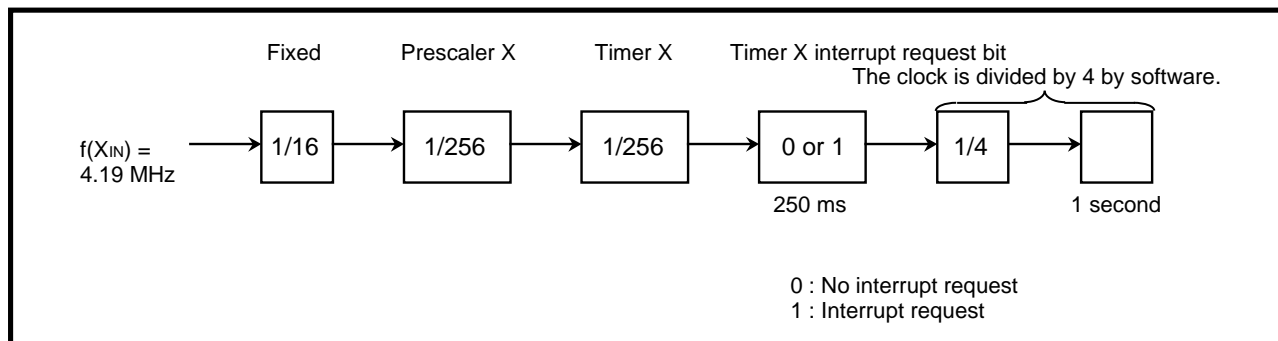 Fixed
Prescaler X
Timer X
Timer X interrupt request bit
The clock is divided by 4 by software.
f(XIN) =
4.19 MHz
1/16
1/256
1/256
0 or 1
1/4
250 ms
1 second
0 : No interrupt request
1 : Interrupt request